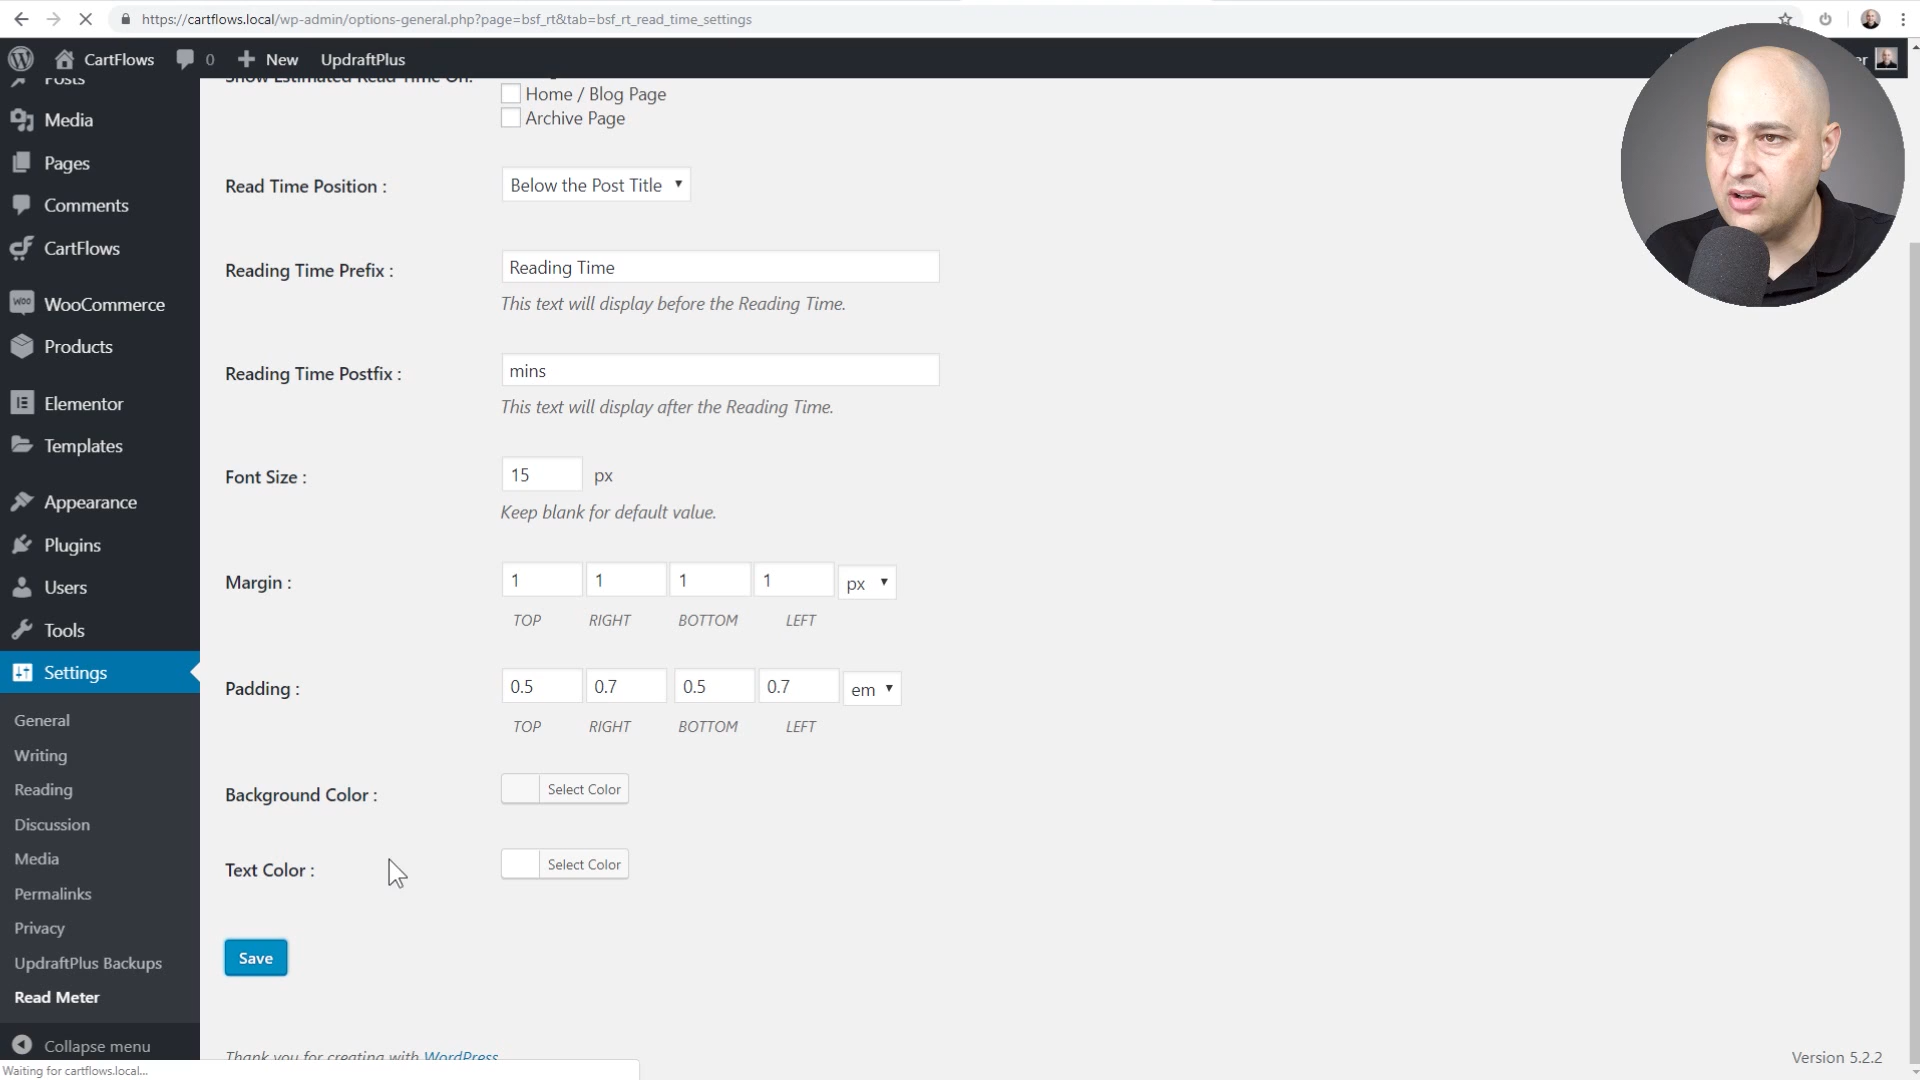 https://cartflows.local/wp-admin/options-general.php?page=bsf_rt&tab=bsf_rt_read_time_settings
CartFlows 0 New UpdraftPlus
Posts
Media
Pages
Comments
CartFlows
WooCommerce
Products
Elementor
Templates
Appearance
Plugins
Users
Tools
Settings
General
Writing
Reading
Discussion
Media
Permalinks
Privacy
UpdraftPlus Backups
Read Meter
Collapse menu
Waiting for cartflows.local...
Show Estimated Read Time On:
Home / Blog Page
Archive Page
Read Time Position : Below the Post Title
Reading Time Prefix : Reading Time
This text will display before the Reading Time.
Reading Time Postfix : mins
This text will display after the Reading Time.
Font Size : 15 px
Keep blank for default value.
Margin : 1 1 1 1 px
TOP RIGHT BOTTOM LEFT
Padding : 0.5 0.7 0.5 0.7 em
TOP RIGHT BOTTOM LEFT
Background Color : Select Color
Text Color : Select Color
Save
Thank you for creating with WordPress
Version 5.2.2